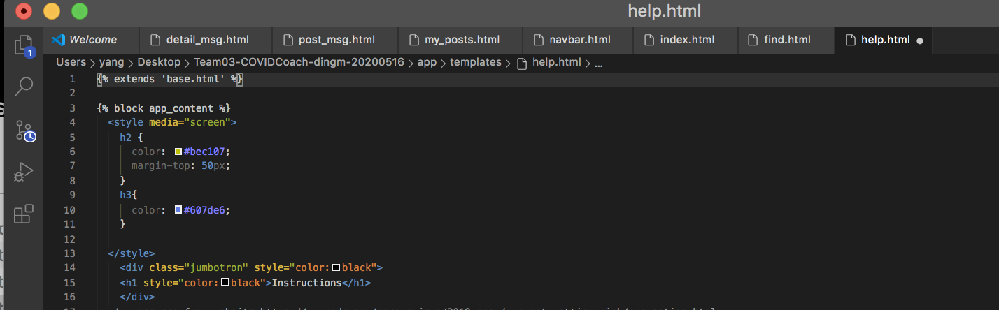 help.html
Welcome detail_msg.html post_msg.html my_posts.html navbar.html index.html find.html help.html
1
Users > yang > Desktop > Team03-COVIDCoach-dingm-20200516 > app > templates > help.html > ...
1 {% extends 'base.html' %}
2
3 {% block app_content %}
4 <style media="screen">
5 h2 {
6 color: #bec107;
7 margin-top: 50px;
8 }
9 h3{
10 color: #607de6;
11 }
12
13 </style>
14 <div class="jumbotron" style="color:black">
15 <h1 style="color:black">Instructions</h1>
16 </div>